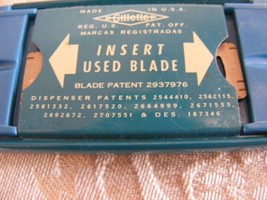 MADE IN U.S.A.
Gillette
REG. U.S. PAT. OFF.
MARCAS REGISTRADAS
INSERT
USED BLADE
BLADE PATENT 2937976
DISPENSER PATENTS 2544410, 2562115,
2581332, 2617520, 2664999, 2671555,
2692672, 2707551 & DES. 187346